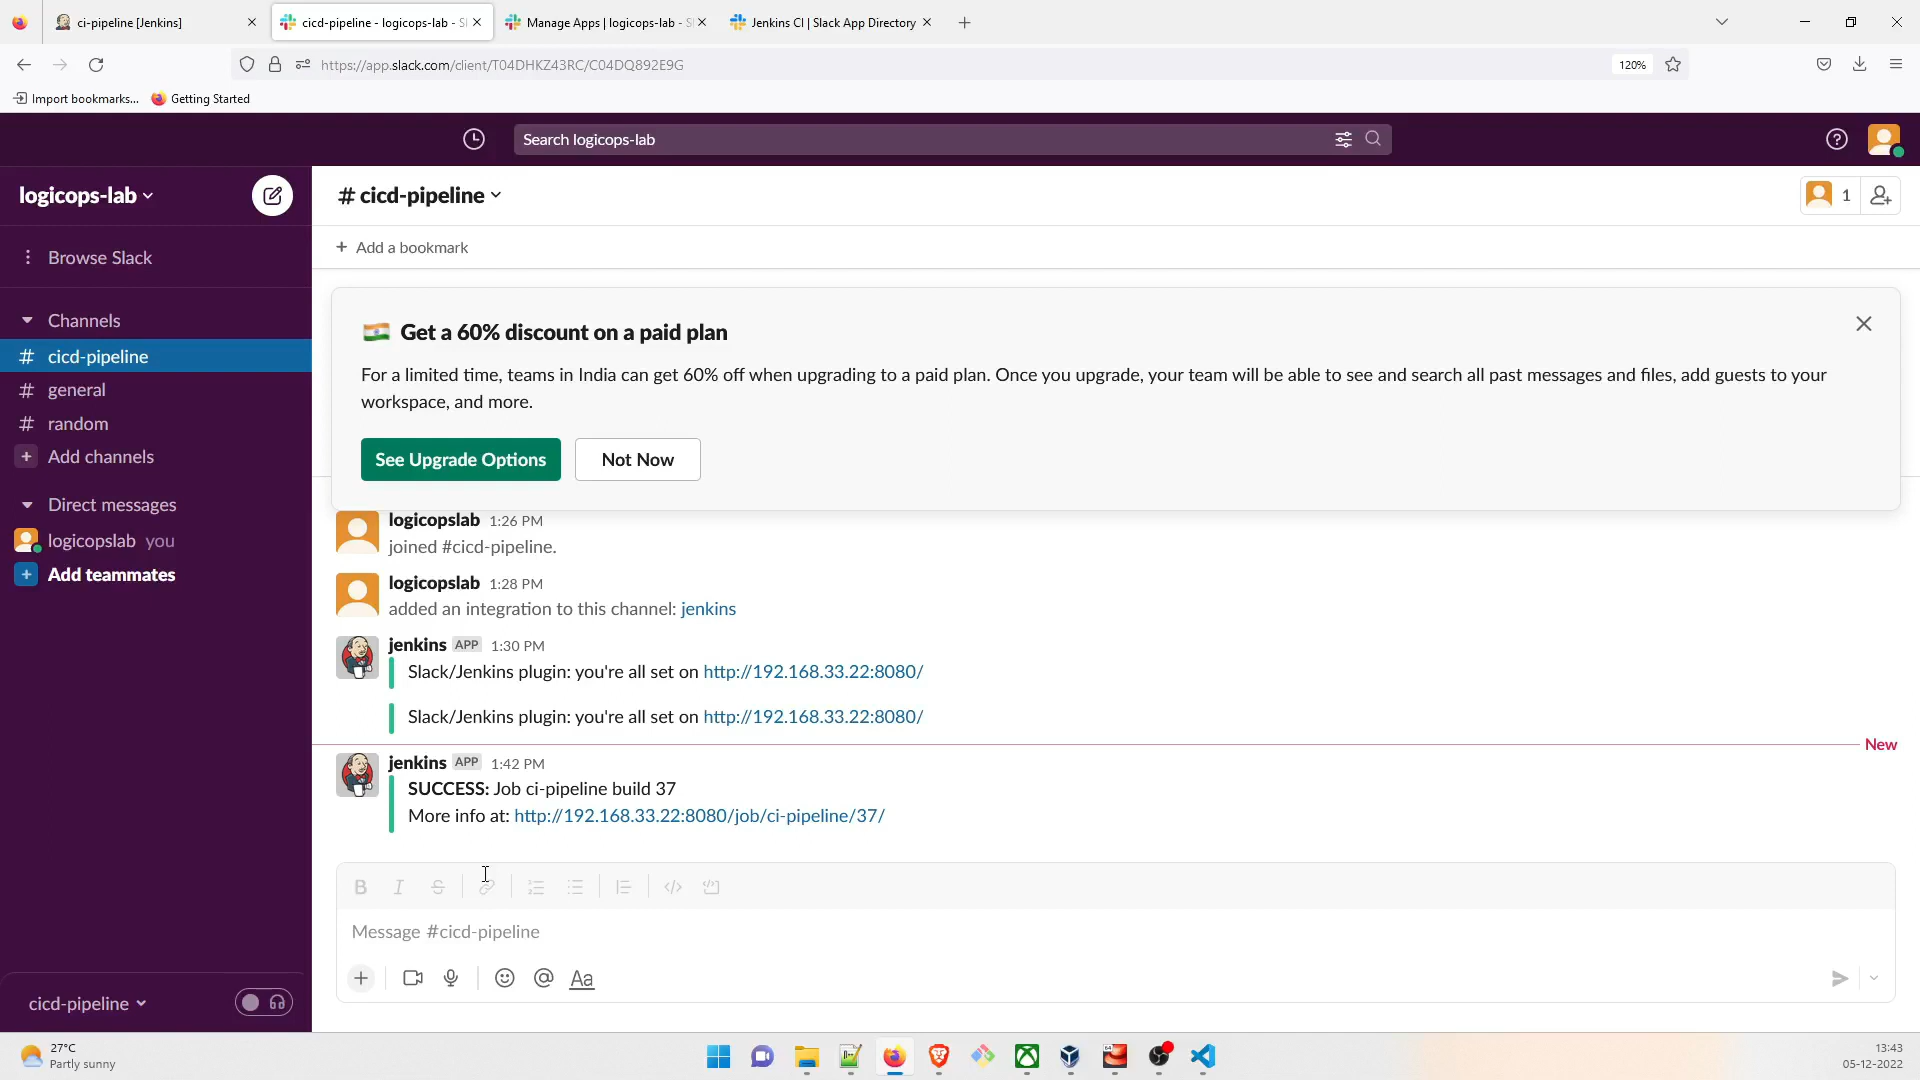 ci-pipeline [Jenkins]
cicd-pipeline - logicops-lab - Sl
Manage Apps | logicops-lab - S
Jenkins CI | Slack App Directory
https://app.slack.com/client/T04DHKZ43RC/C04DQ892E9G
120%
Import bookmarks...
Getting Started
Search logicops-lab
logicops-lab
# cicd-pipeline
1
Browse Slack
+ Add a bookmark
Channels
# cicd-pipeline
# general
# random
+ Add channels
Direct messages
logicopslab you
+ Add teammates
Get a 60% discount on a paid plan
For a limited time, teams in India can get 60% off when upgrading to a paid plan. Once you upgrade, your team will be able to see and search all past messages and files, add guests to your
workspace, and more.
See Upgrade Options
Not Now
logicopslab 1:26 PM
joined #cicd-pipeline.
logicopslab 1:28 PM
added an integration to this channel: jenkins
jenkins APP 1:30 PM
Slack/Jenkins plugin: you're all set on http://192.168.33.22:8080/
Slack/Jenkins plugin: you're all set on http://192.168.33.22:8080/
New
jenkins APP 1:42 PM
SUCCESS: Job ci-pipeline build 37
More info at: http://192.168.33.22:8080/job/ci-pipeline/37/
B I S
Message #cicd-pipeline
+ @ Aa
cicd-pipeline
27°C
Partly sunny
13:43
05-12-2022